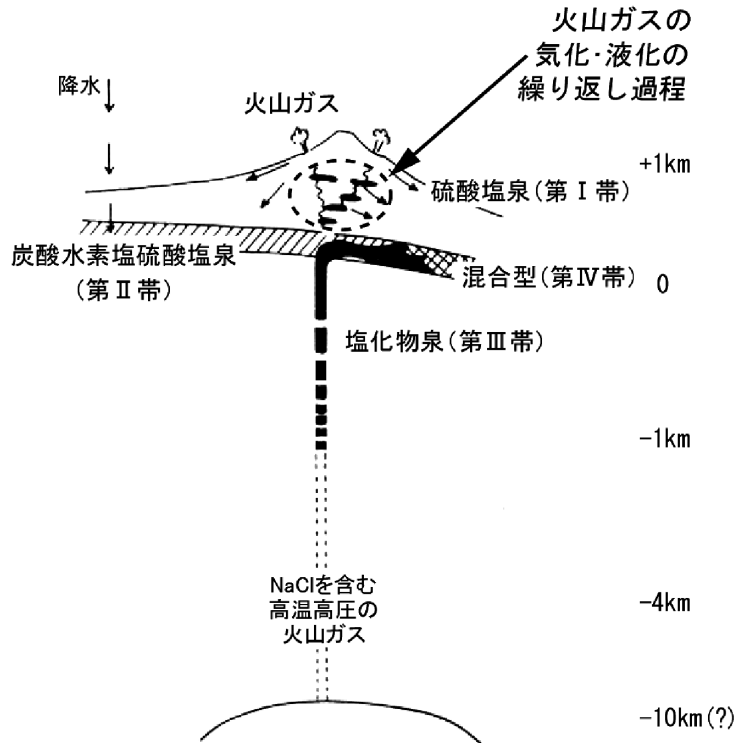 火山ガスの
気化・液化の
繰り返し過程
降水
火山ガス
+1km
硫酸塩泉(第Ⅰ帯)
炭酸水素塩硫酸塩泉
(第Ⅱ帯)
混合型(第Ⅳ帯)
0
塩化物泉(第Ⅲ帯)
-1km
NaClを含む
高温高圧の
火山ガス
-4km
-10km(?)